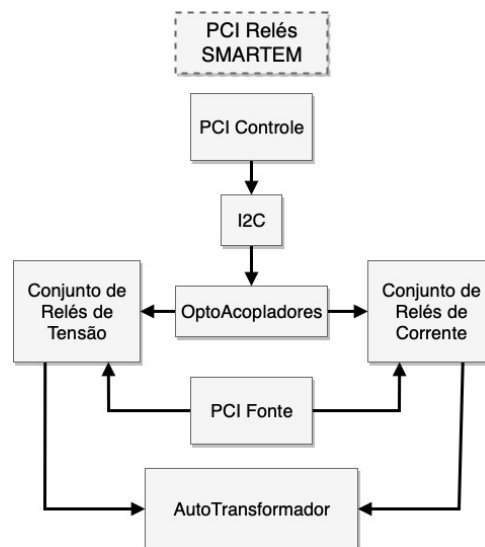 PCI Relés
SMARTEM
PCI Controle
I2C
Conjunto de
Relés de
Tensão
OptoAcopladores
Conjunto de
Relés de
Corrente
PCI Fonte
AutoTransformador